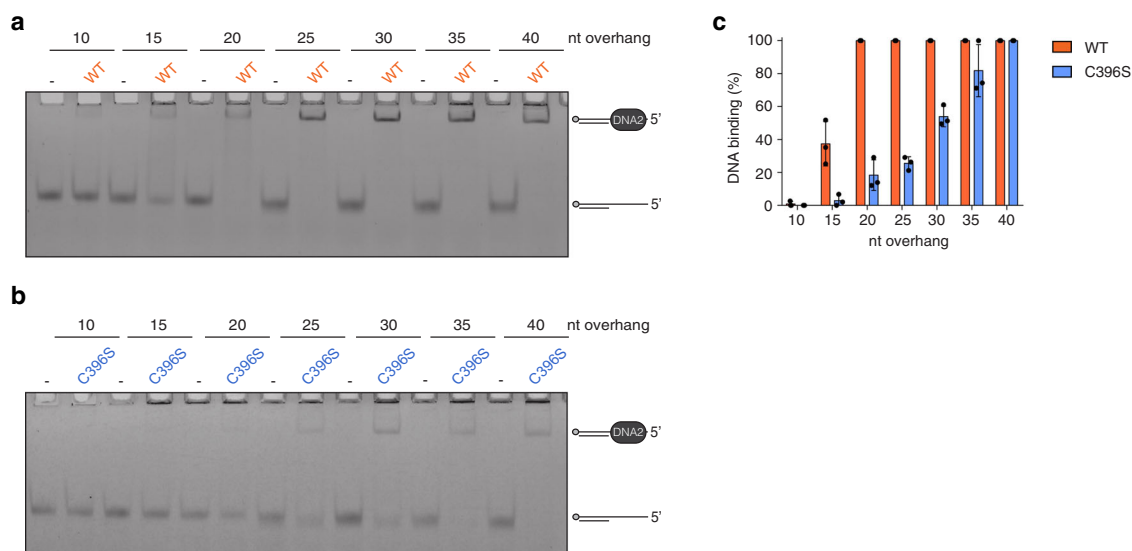 a
10 15 20 25 30 35 40 nt overhang
- WT - WT - WT - WT - WT - WT - WT
DNA2 5’
5’
b
10 15 20 25 30 35 40 nt overhang
- C396S - C396S - C396S - C396S - C396S - C396S - C396S
DNA2 5’
5’
c
DNA binding (%)
100
80
60
40
20
0
10 15 20 25 30 35 40
nt overhang
WT
C396S